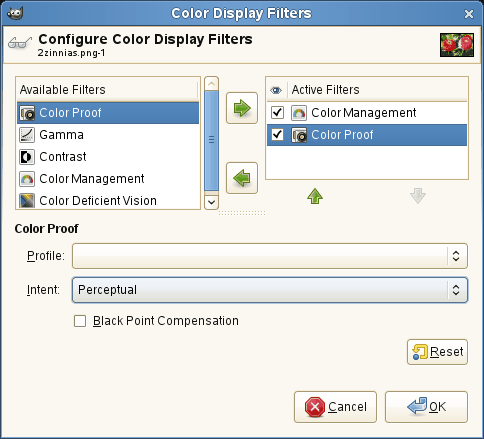 Color Display Filters
Configure Color Display Filters
2zinnias.png-1
Available Filters
Color Proof
Gamma
Contrast
Color Management
Color Deficient Vision
Active Filters
Color Management
Color Proof
Color Proof
Profile:
Intent: Perceptual
Black Point Compensation
Reset
Cancel
OK